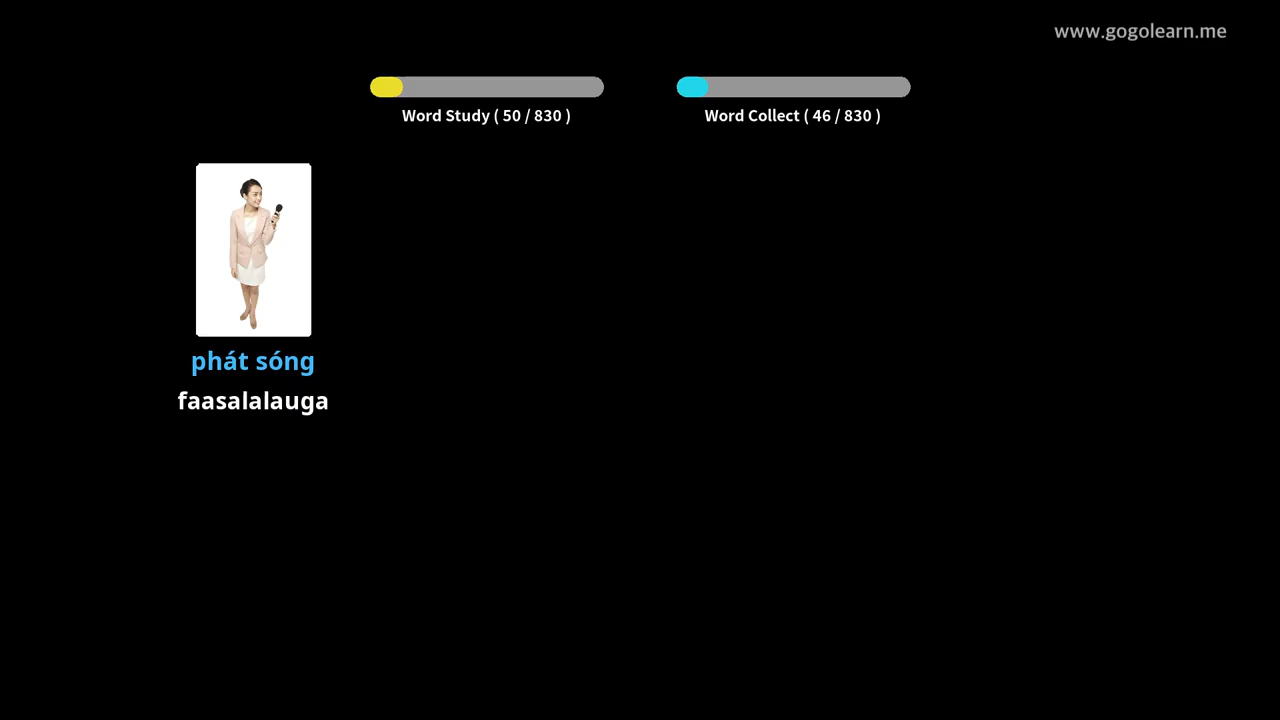 www.gogolearn.me
Word Study ( 50 / 830 )
Word Collect ( 46 / 830 )
phát sóng
faasalalauga